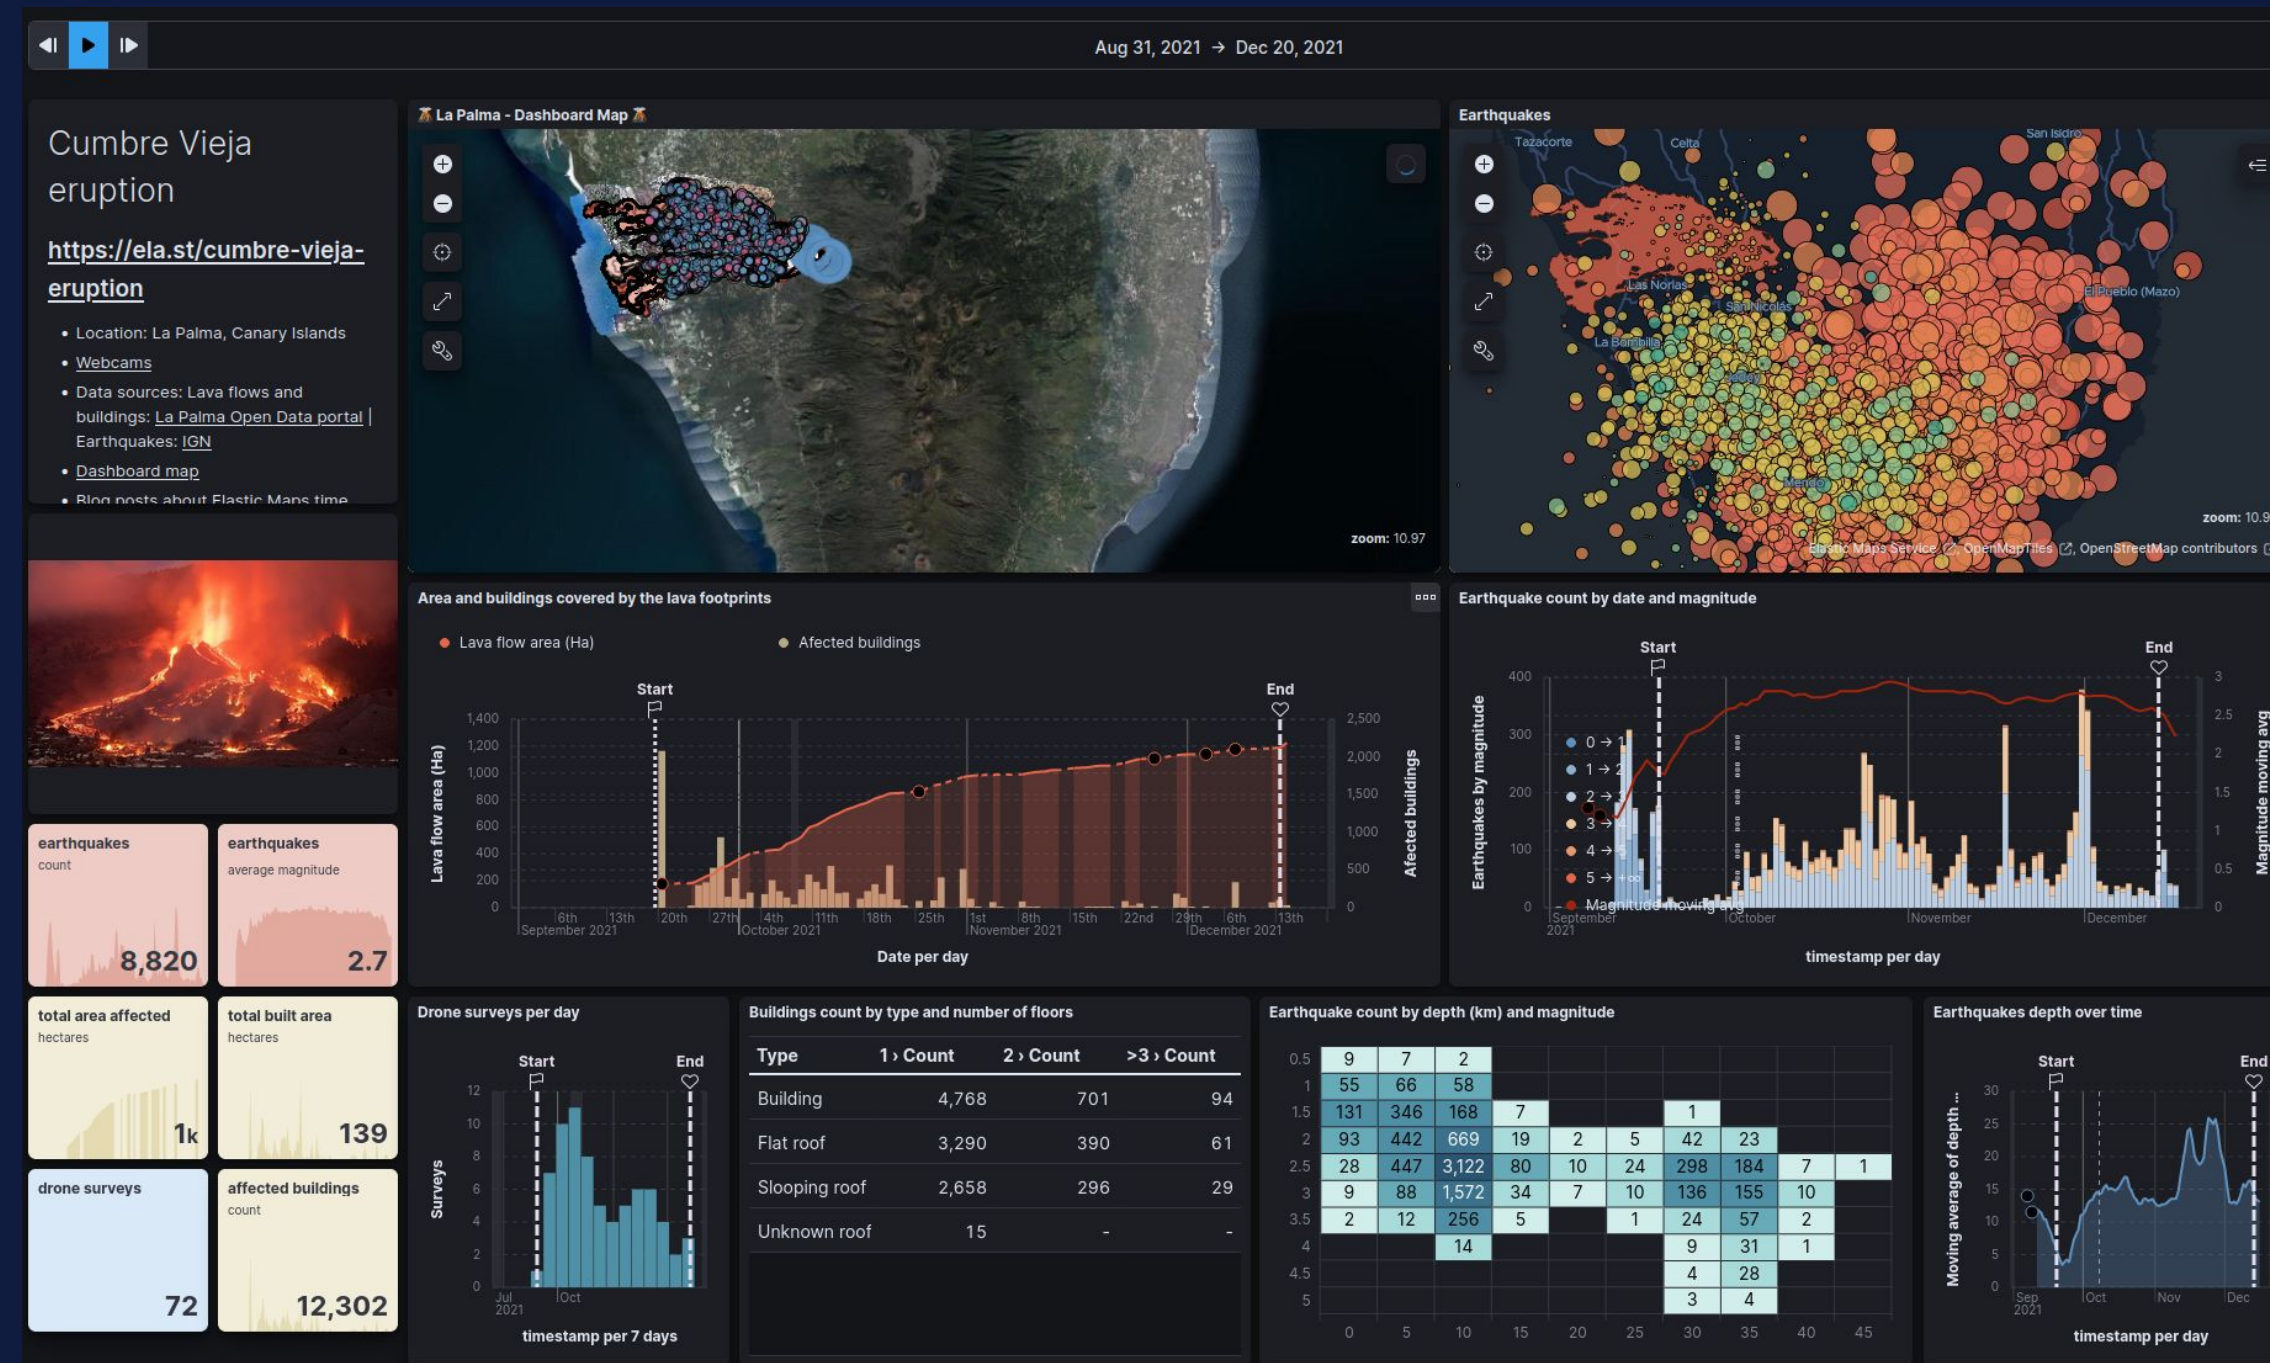 Aug 31, 2021 → Dec 20, 2021
Cumbre Vieja
eruption
https://ela.st/cumbre-vieja-
eruption
• Location: La Palma, Canary Islands
• Webcams
• Data sources: Lava flows and
buildings: La Palma Open Data portal |
Earthquakes: IGN
• Dashboard map
• Blog posts about Elastic Maps time
La Palma - Dashboard Map
zoom: 10.97
Earthquakes
Tazacorte
Celta
San Isidro
Las Norias
San Nicolás
El Pueblo (Mazo)
La Bombilla
Jedey
Mendo
zoom: 10.9
Elastic Maps Service, OpenMapTiles, OpenStreetMap contributors
earthquakes
count
8,820
earthquakes
average magnitude
2.7
total area affected
hectares
1k
total built area
hectares
139
drone surveys
72
affected buildings
count
12,302
Area and buildings covered by the lava footprints
Lava flow area (Ha)
Afected buildings
Start
End
Lava flow area (Ha)
1,400
1,200
1,000
800
600
400
200
0
2,500
2,000
1,500
1,000
500
0
Afected buildings
6th 13th 20th 27th 4th 11th 18th 25th 1st 8th 15th 22nd 29th 6th 13th
September 2021 October 2021 November 2021 December 2021
Date per day
Earthquake count by date and magnitude
Start
End
Earthquakes by magnitude
400
300
200
100
0
0 → 1
1 → 2
2 →
3 →
4 →
5 → +∞
Magnitude moving avg
3
2.5
2
1.5
1
0.5
0
Magnitude moving avg
September October November December
2021
timestamp per day
Drone surveys per day
Start
End
Surveys
12
10
8
6
4
2
0
Jul Oct
2021
timestamp per 7 days
Buildings count by type and number of floors
Type 1 › Count 2 › Count >3 › Count
Building 4,768 701 94
Flat roof 3,290 390 61
Slooping roof 2,658 296 29
Unknown roof 15 - -
Earthquake count by depth (km) and magnitude
0.5 9 7 2
1 55 66 58
1.5 131 346 168 7 1
2 93 442 669 19 2 5 42 23
2.5 28 447 3,122 80 10 24 298 184 7 1
3 9 88 1,572 34 7 10 136 155 10
3.5 2 12 256 5 1 24 57 2
4 14 9 31 1
4.5 4 28
5 3 4
0 5 10 15 20 25 30 35 40 45
Earthquakes depth over time
Start
End
Moving average of depth ...
30
25
20
15
10
5
0
Sep Oct Nov Dec
2021
timestamp per day